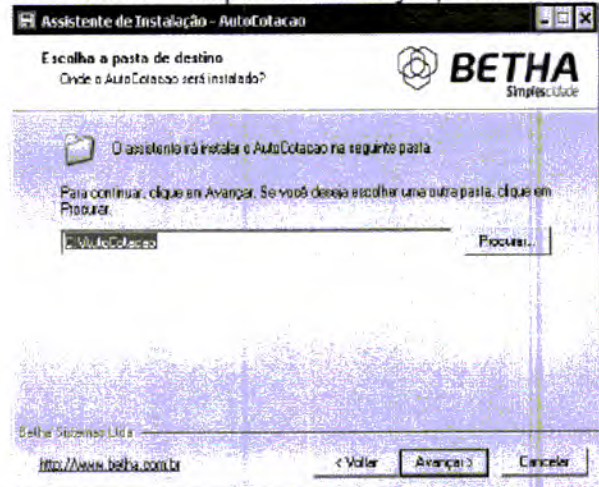 Assistente de Instalação - AutoCotacao
Escolha a pasta de destino
Onde o AutoCotacao será instalado?
BETHA
Simplescidade
O assistente irá instalar o AutoCotacao na seguinte pasta.
Para continuar, clique em Avançar. Se você deseja escolher uma outra pasta, clique em
Procurar.
C:\AutoCotacao
Procurar...
Betha Sistemas Ltda
http://www.betha.com.br
< Voltar
Avançar >
Cancelar